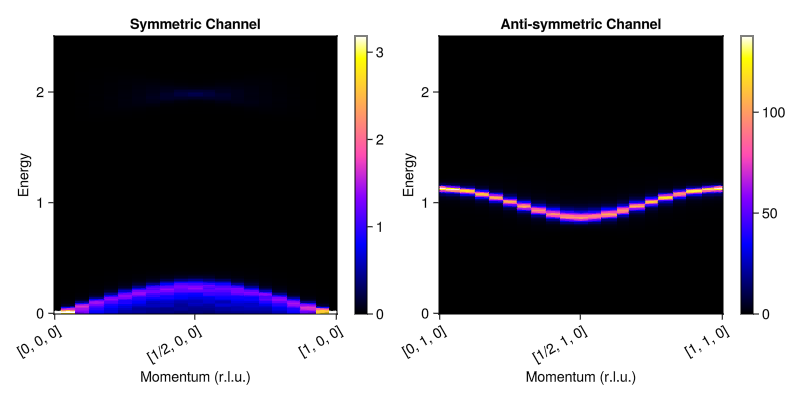 Symmetric Channel
Energy
2
1
0
[0, 0, 0]
[1/2, 0, 0]
[1, 0, 0]
Momentum (r.l.u.)
3
2
1
0
Anti-symmetric Channel
Energy
2
1
0
[0, 1, 0]
[1/2, 1, 0]
[1, 1, 0]
Momentum (r.l.u.)
100
50
0